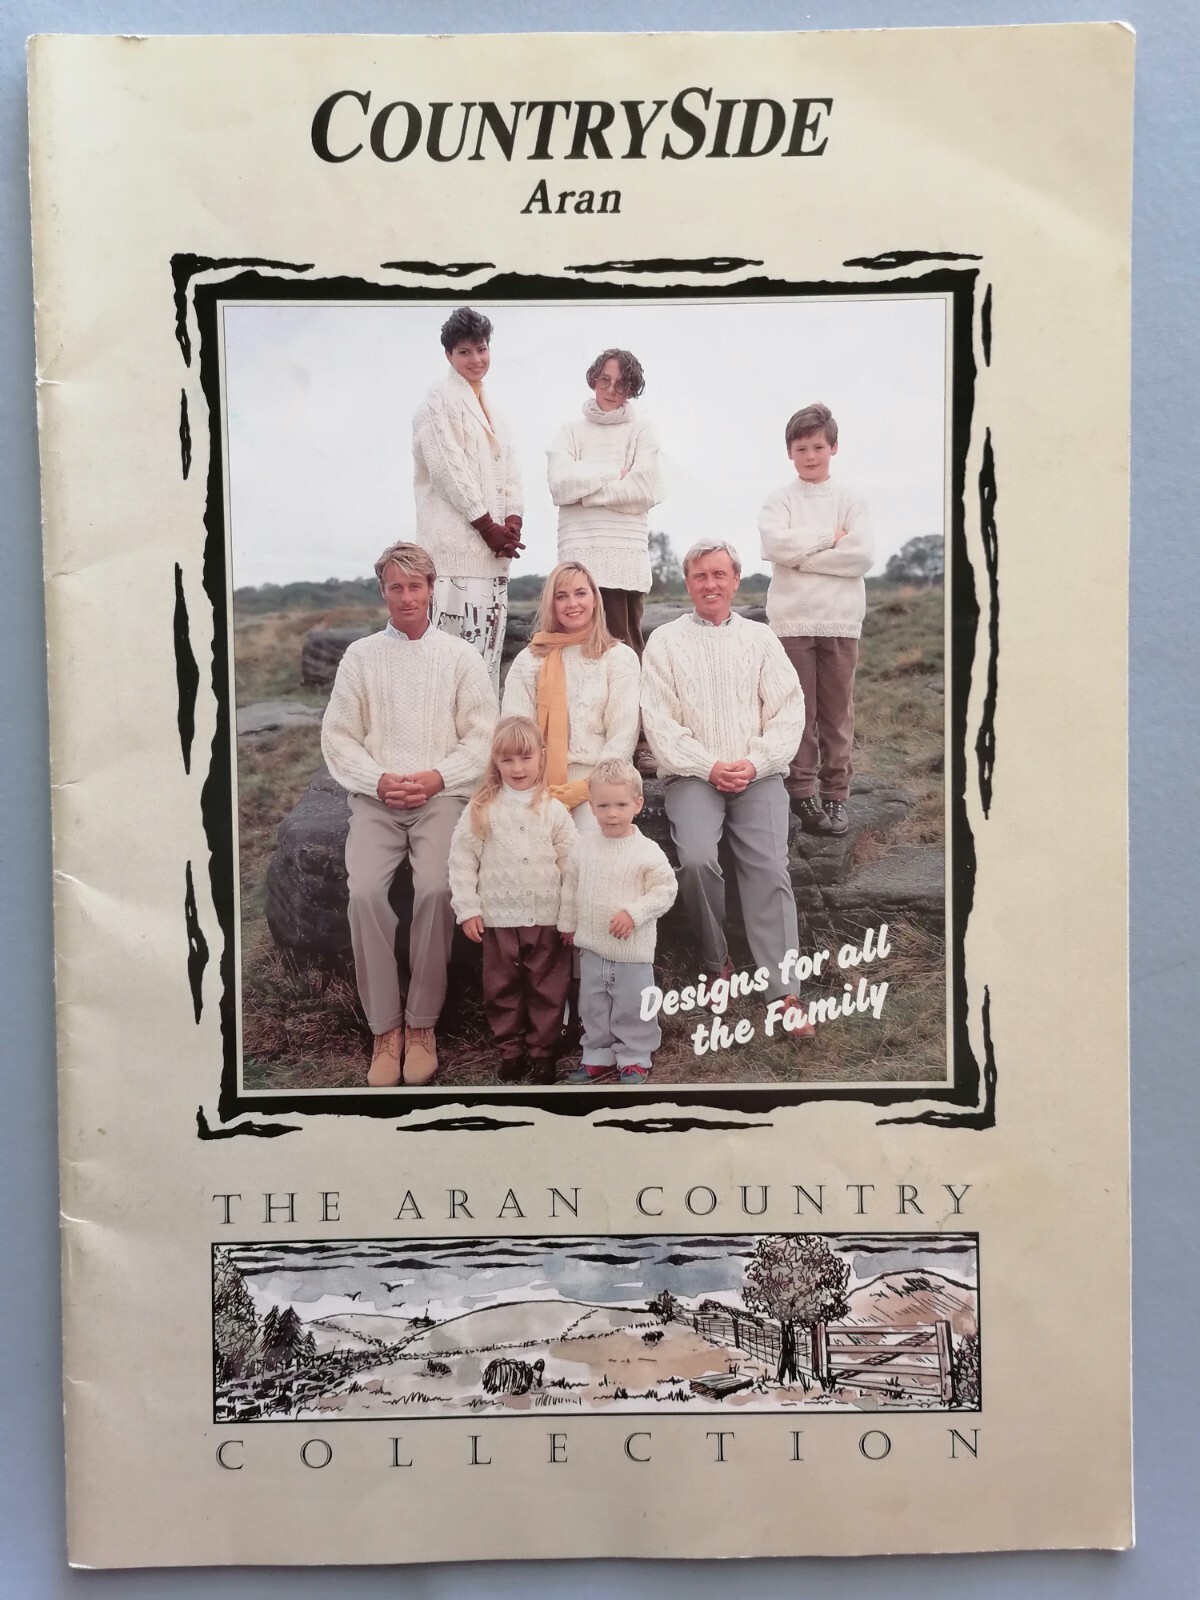 COUNTRYSIDE
Aran
Designs for all
the Family
THE ARAN COUNTRY
COLLECTION